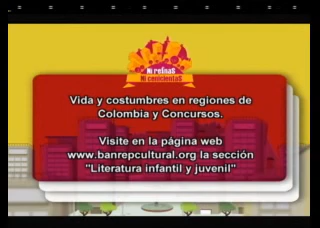 Ni reinas
Ni cenicientas
Vida y costumbres en regiones de
Colombia y Concursos.
Visite en la página web
www.banrepcultural.org la sección
"Literatura infantil y juvenil"